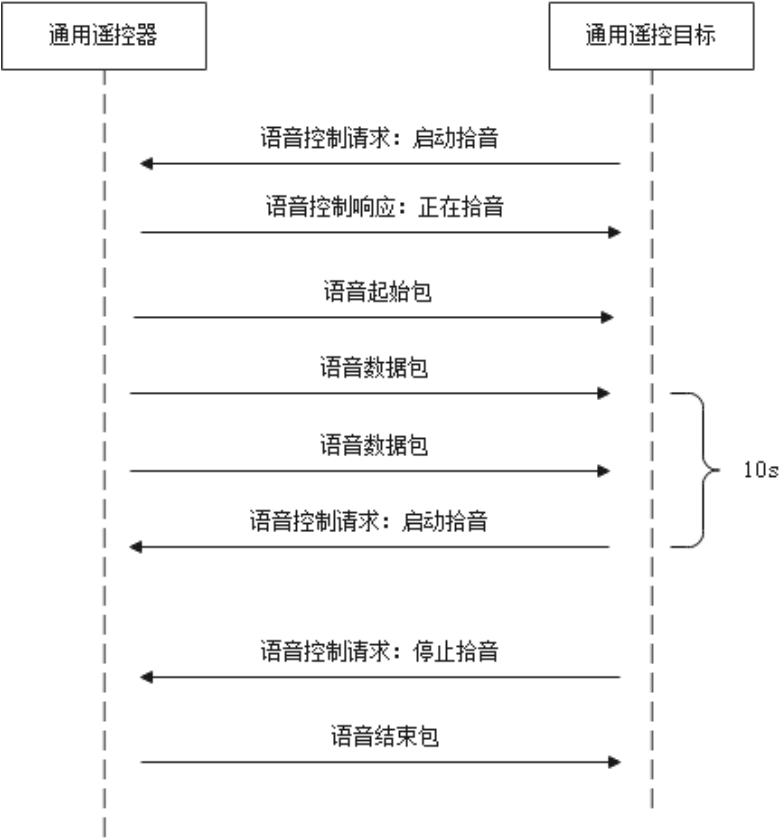 通用遥控器
通用遥控目标
语音控制请求：启动拾音
语音控制响应：正在拾音
语音起始包
语音数据包
语音数据包
10s
语音控制请求：启动拾音
语音控制请求：停止拾音
语音结束包